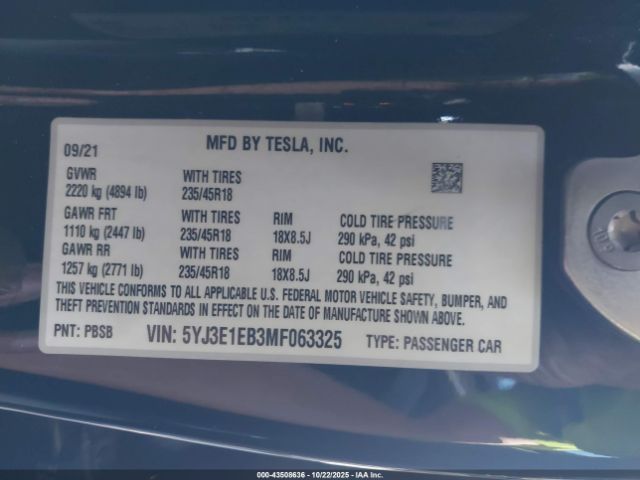 09/21 MFD BY TESLA, INC.
GVWR WITH TIRES
2220 kg (4894 lb) 235/45R18
GAWR FRT WITH TIRES RIM COLD TIRE PRESSURE
1110 kg (2447 lb) 235/45R18 18X8.5J 290 kPa, 42 psi
GAWR RR WITH TIRES RIM COLD TIRE PRESSURE
1257 kg (2771 lb) 235/45R18 18X8.5J 290 kPa, 42 psi
THIS VEHICLE CONFORMS TO ALL APPLICABLE U.S. FEDERAL MOTOR VEHICLE SAFETY, BUMPER, AND
THEFT PREVENTION STANDARDS IN EFFECT ON THE DATE OF MANUFACTURE SHOWN ABOVE.
PNT: PBSB VIN: 5YJ3E1EB3MF063325 TYPE: PASSENGER CAR
000-43508636 - 10/22/2025 - IAAI Inc.